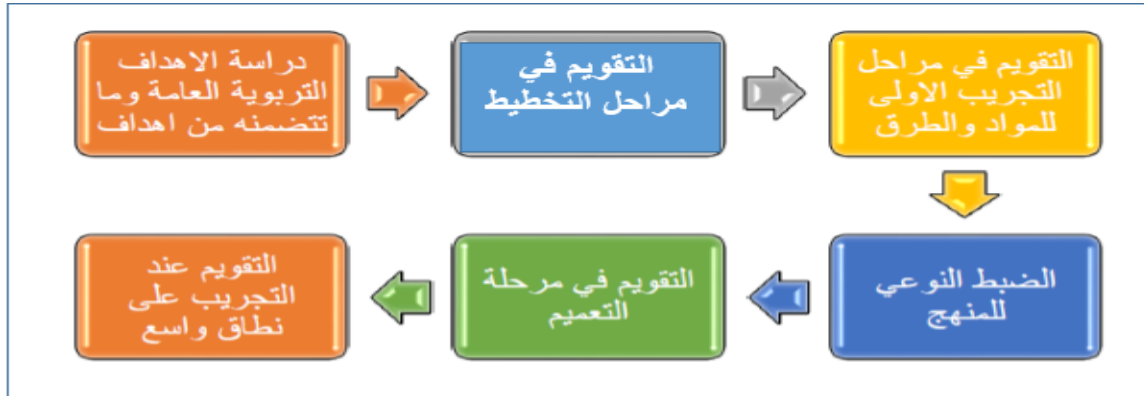 دراسة الاهداف
التربوية العامة وما
تتضمنه من اهداف
التقويم في
مراحل التخطيط
التقويم في مراحل
التجريب الاولى
للمواد والطرق
الضبط النوعي
للمنهج
التقويم في مرحلة
التعميم
التقويم عند
التجريب على
نطاق واسع